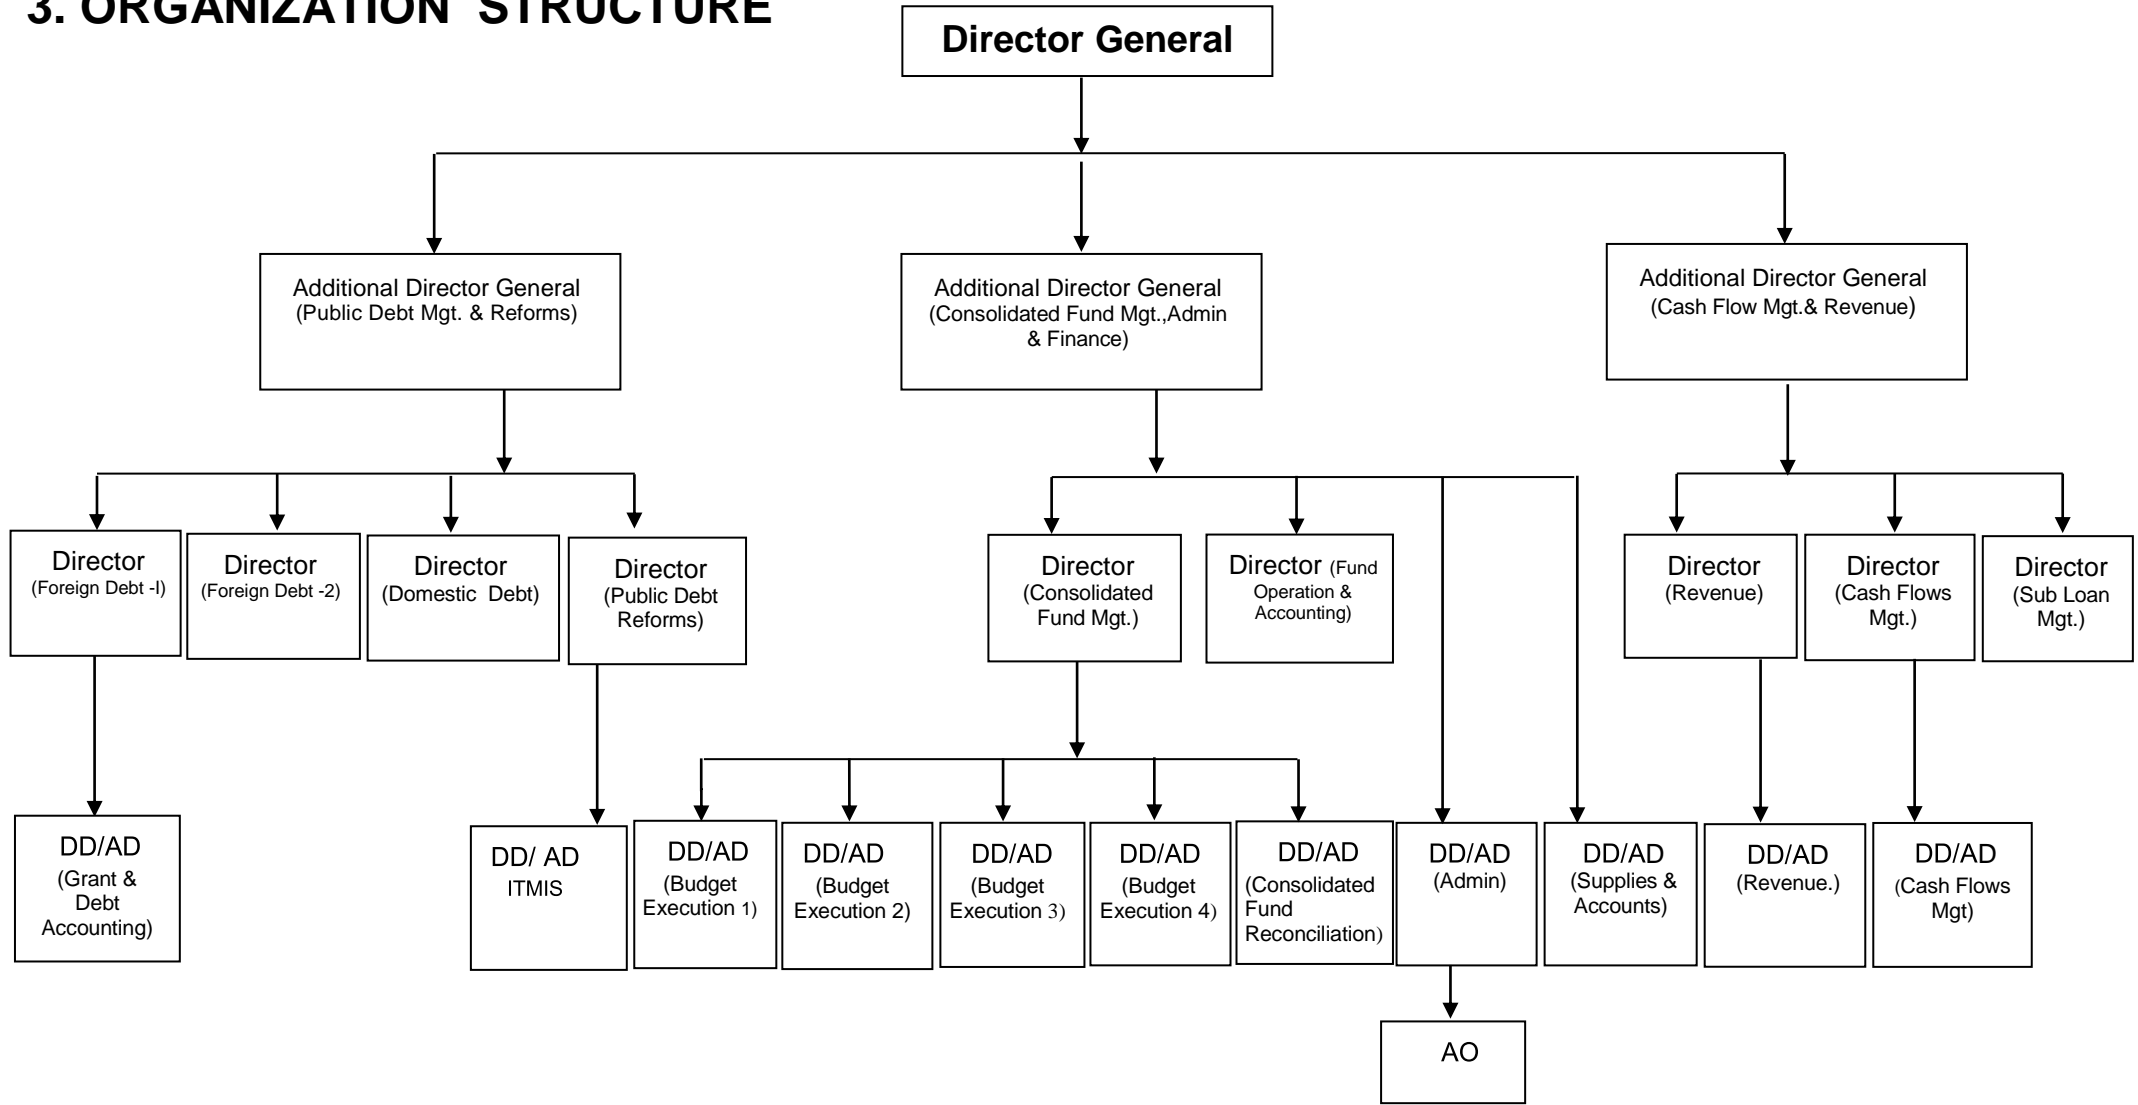 3. ORGANIZATION STRUCTURE
Director General
Additional Director General
(Public Debt Mgt. & Reforms)
Additional Director General
(Consolidated Fund Mgt.,Admin
& Finance)
Additional Director General
(Cash Flow Mgt.& Revenue)
Director
(Foreign Debt -I)
Director
(Foreign Debt -2)
Director
(Domestic Debt)
Director
(Public Debt
Reforms)
Director
(Consolidated
Fund Mgt.)
Director (Fund
Operation &
Accounting)
Director
(Revenue)
Director
(Cash Flows
Mgt.)
Director
(Sub Loan
Mgt.)
DD/AD
(Grant &
Debt
Accounting)
DD/ AD
ITMIS
DD/AD
(Budget
Execution 1)
DD/AD
(Budget
Execution 2)
DD/AD
(Budget
Execution 3)
DD/AD
(Budget
Execution 4)
DD/AD
(Consolidated
Fund
Reconciliation)
DD/AD
(Admin)
DD/AD
(Supplies &
Accounts)
DD/AD
(Revenue.)
DD/AD
(Cash Flows
Mgt)
AO